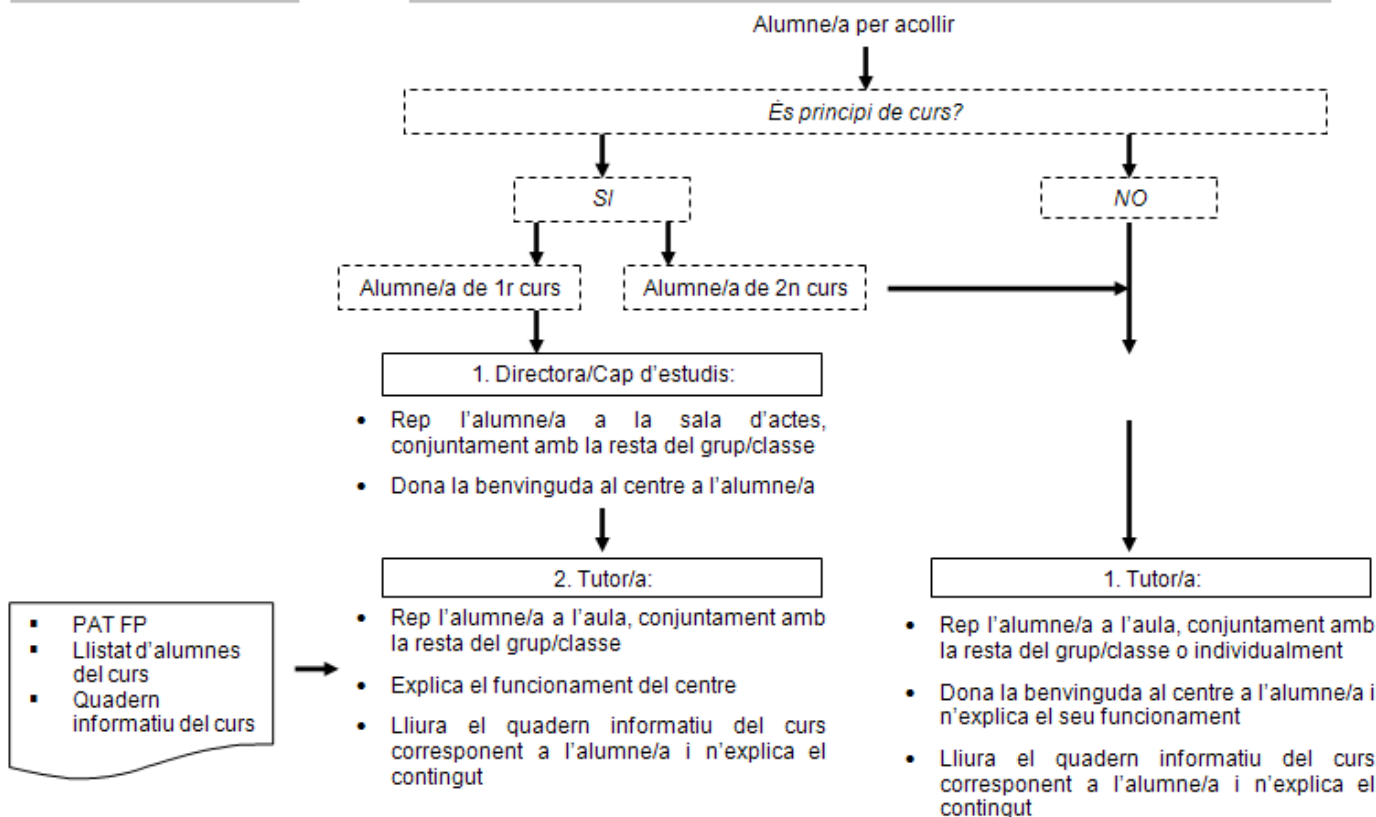 Alumne/a per acollir
És principi de curs?
SI
NO
Alumne/a de 1r curs
Alumne/a de 2n curs
1. Directora/Cap d'estudis:
• Rep l'alumne/a a la sala d'actes,
conjuntament amb la resta del grup/classe
• Dona la benvinguda al centre a l'alumne/a
2. Tutor/a:
• Rep l'alumne/a a l'aula, conjuntament amb
la resta del grup/classe
• Explica el funcionament del centre
• Lliura el quadern informatiu del curs
corresponent a l'alumne/a i n'explica el
contingut
▪ PAT FP
▪ Llistat d'alumnes
del curs
▪ Quadern
informatiu del curs
1. Tutor/a:
• Rep l'alumne/a a l'aula, conjuntament amb
la resta del grup/classe o individualment
• Dona la benvinguda al centre a l'alumne/a i
n'explica el seu funcionament
• Lliura el quadern informatiu del curs
corresponent a l'alumne/a i n'explica el
contingut